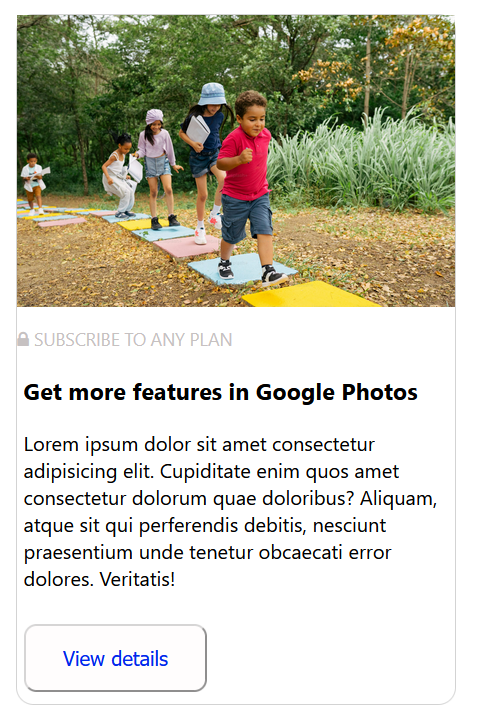 SUBSCRIBE TO ANY PLAN
Get more features in Google Photos
Lorem ipsum dolor sit amet consectetur
adipisicing elit. Cupiditate enim quos amet
consectetur dolorum quae doloribus? Aliquam,
atque sit qui perferendis debitis, nesciunt
praesentium unde tenetur obcaecati error
dolores. Veritatis!
View details